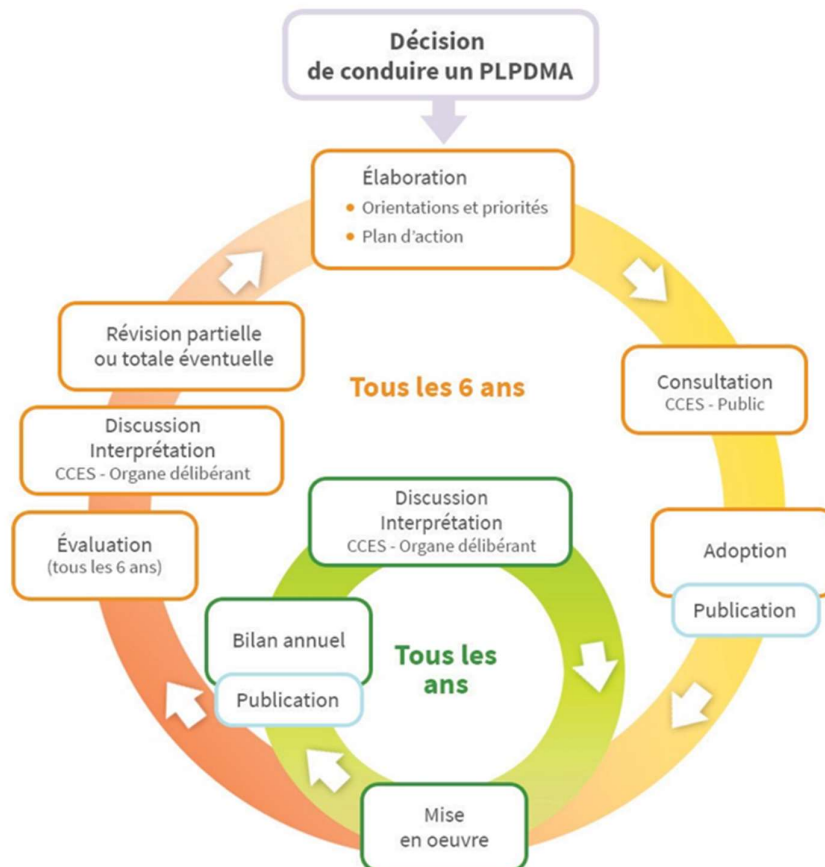 Décision
de conduire un PLPDMA
Élaboration
• Orientations et priorités
• Plan d'action
Révision partielle
ou totale éventuelle
Tous les 6 ans
Consultation
CCES - Public
Discussion
Interprétation
CCES - Organe délibérant
Discussion
Interprétation
CCES - Organe délibérant
Évaluation
(tous les 6 ans)
Adoption
Publication
Bilan annuel
Publication
Tous les
ans
Mise
en oeuvre